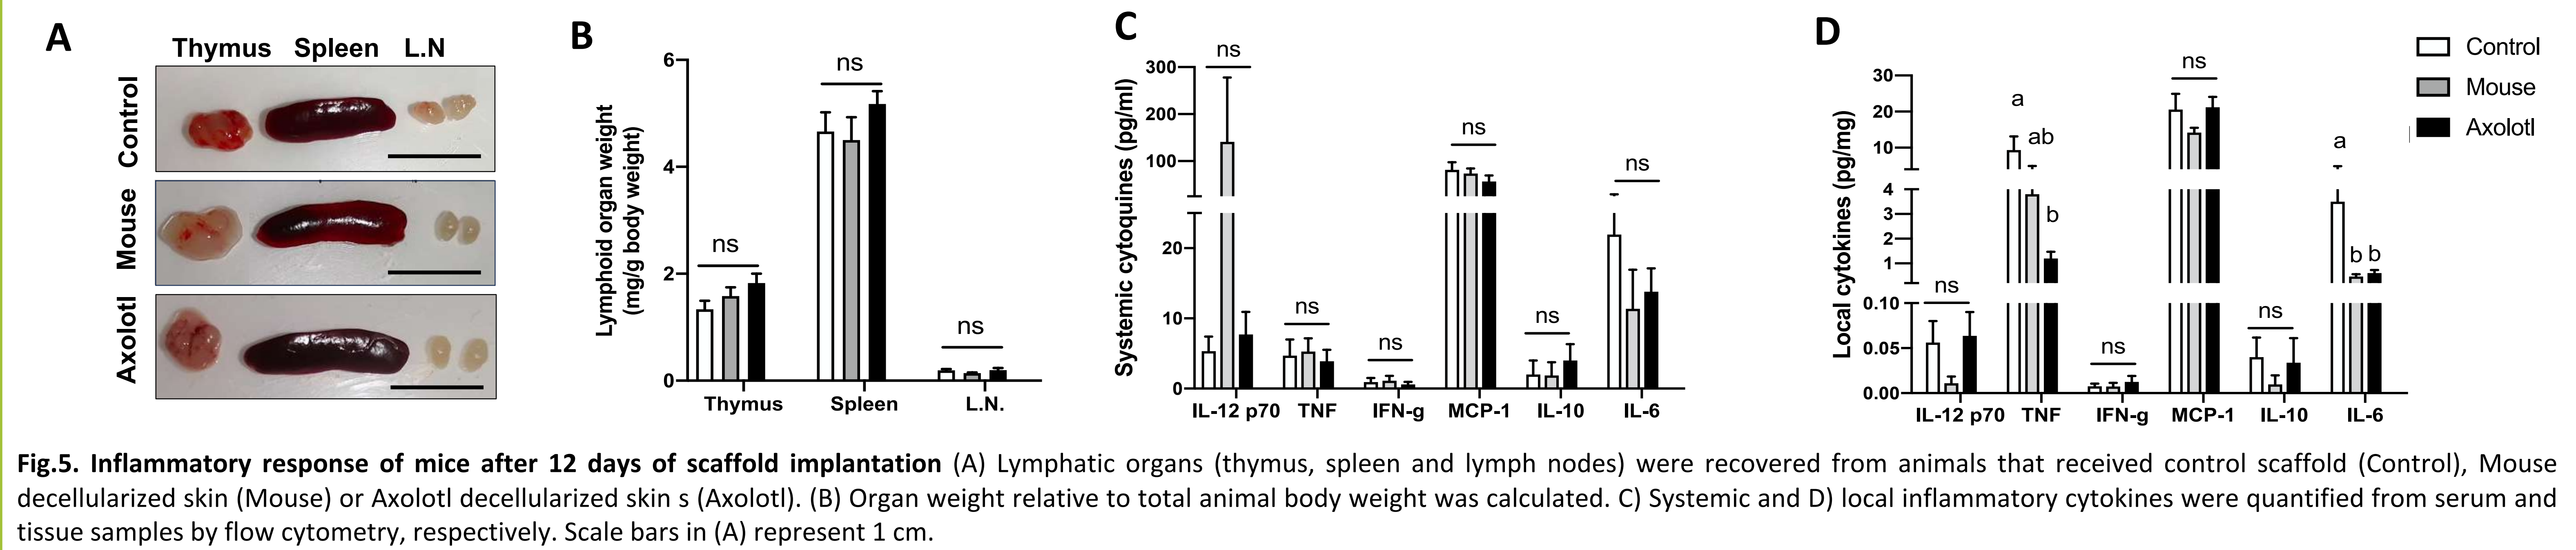 A
Thymus Spleen L.N
Control
Mouse
Axolotl
B
Lymphoid organ weight
(mg/g body weight)
6
4
2
0
ns
ns
ns
Thymus Spleen L.N.
C
Systemic cytoquines (pg/ml)
300
200
100
20
10
0
ns
ns
ns
ns
ns
ns
IL-12 p70 TNF IFN-g MCP-1 IL-10 IL-6
D
Local cytokines (pg/mg)
30
20
10
4
3
2
1
0.10
0.05
0.00
ns
a
ab
b
ns
ns
ns
a
b b
IL-12 p70 TNF IFN-g MCP-1 IL-10 IL-6
Control
Mouse
Axolotl
Fig.5. Inflammatory response of mice after 12 days of scaffold implantation (A) Lymphatic organs (thymus, spleen and lymph nodes) were recovered from animals that received control scaffold (Control), Mouse
decellularized skin (Mouse) or Axolotl decellularized skin s (Axolotl). (B) Organ weight relative to total animal body weight was calculated. C) Systemic and D) local inflammatory cytokines were quantified from serum and
tissue samples by flow cytometry, respectively. Scale bars in (A) represent 1 cm.